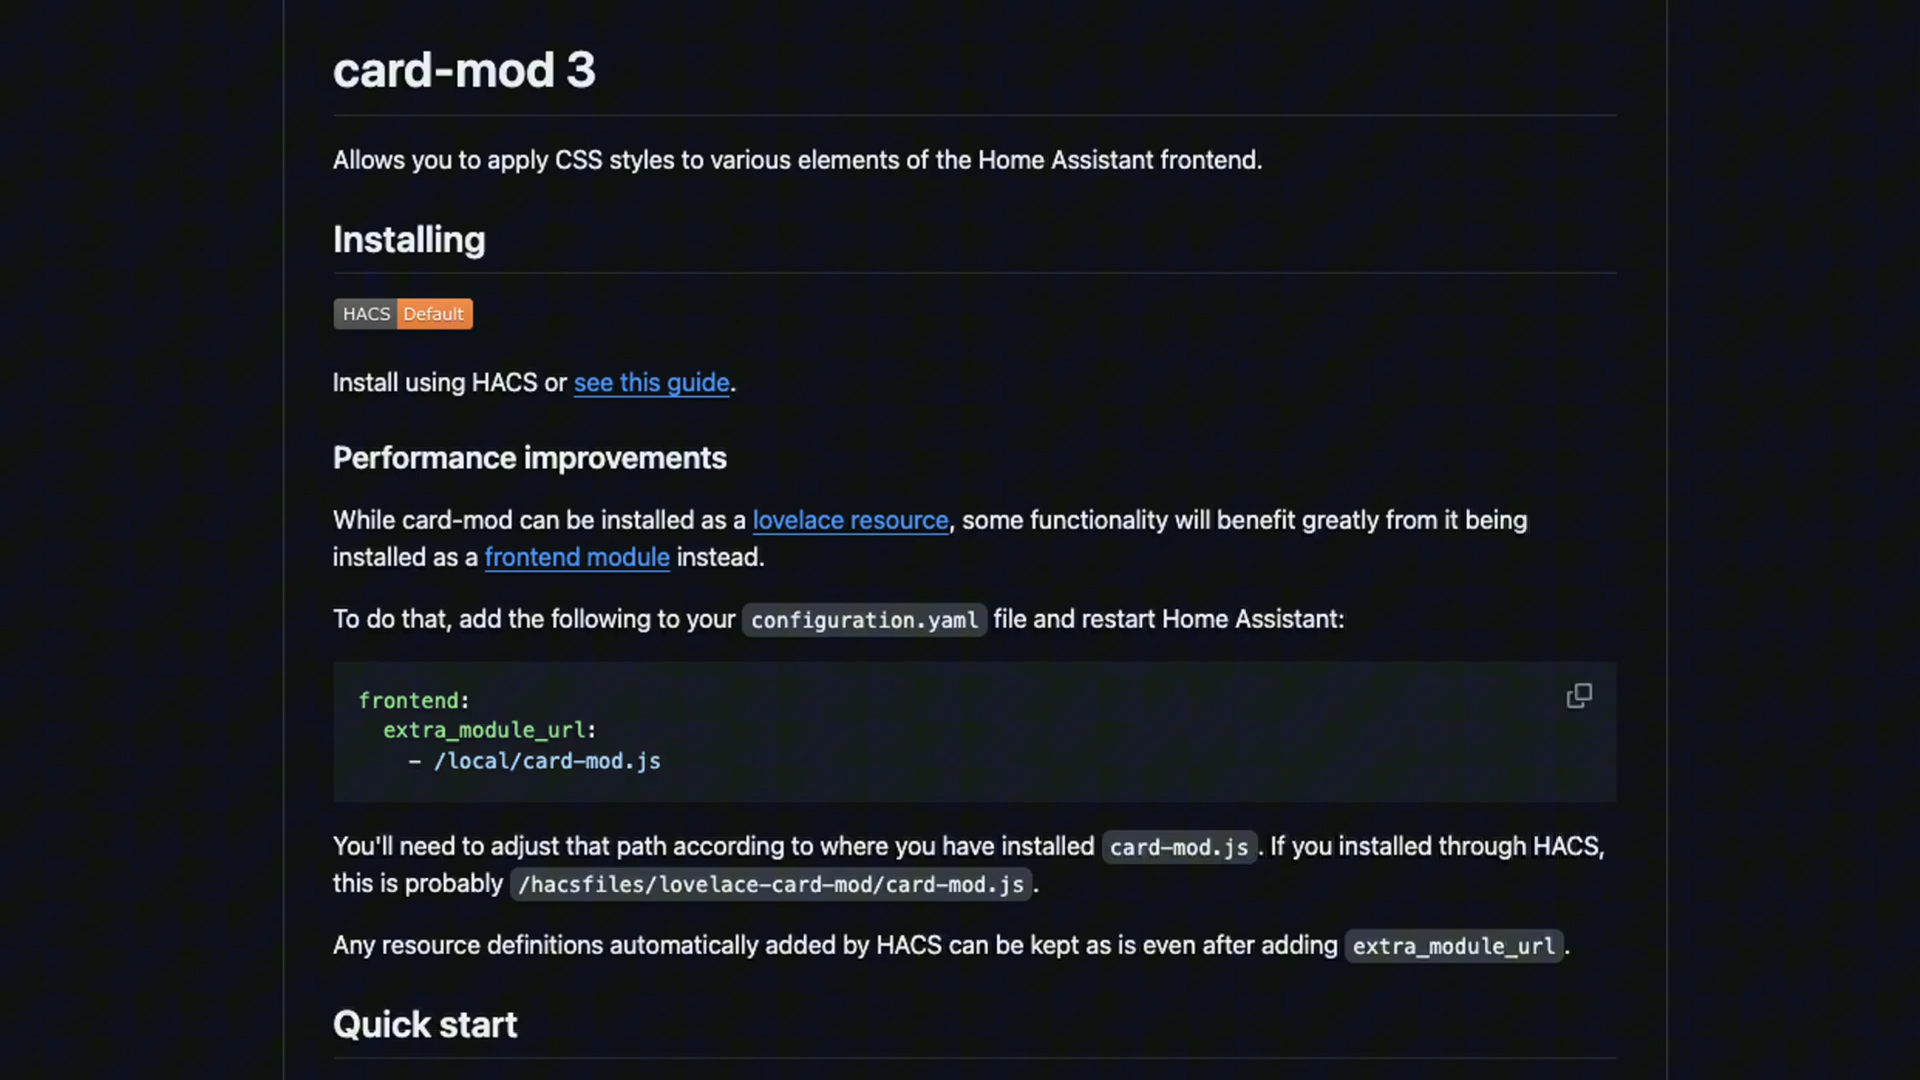 card-mod 3
Allows you to apply CSS styles to various elements of the Home Assistant frontend.
Installing
HACS Default
Install using HACS or see this guide.
Performance improvements
While card-mod can be installed as a lovelace resource, some functionality will benefit greatly from it being
installed as a frontend module instead.
To do that, add the following to your configuration.yaml file and restart Home Assistant:
frontend:
  extra_module_url:
    - /local/card-mod.js
You'll need to adjust that path according to where you have installed card-mod.js. If you installed through HACS,
this is probably /hacsfiles/lovelace-card-mod/card-mod.js.
Any resource definitions automatically added by HACS can be kept as is even after adding extra_module_url.
Quick start